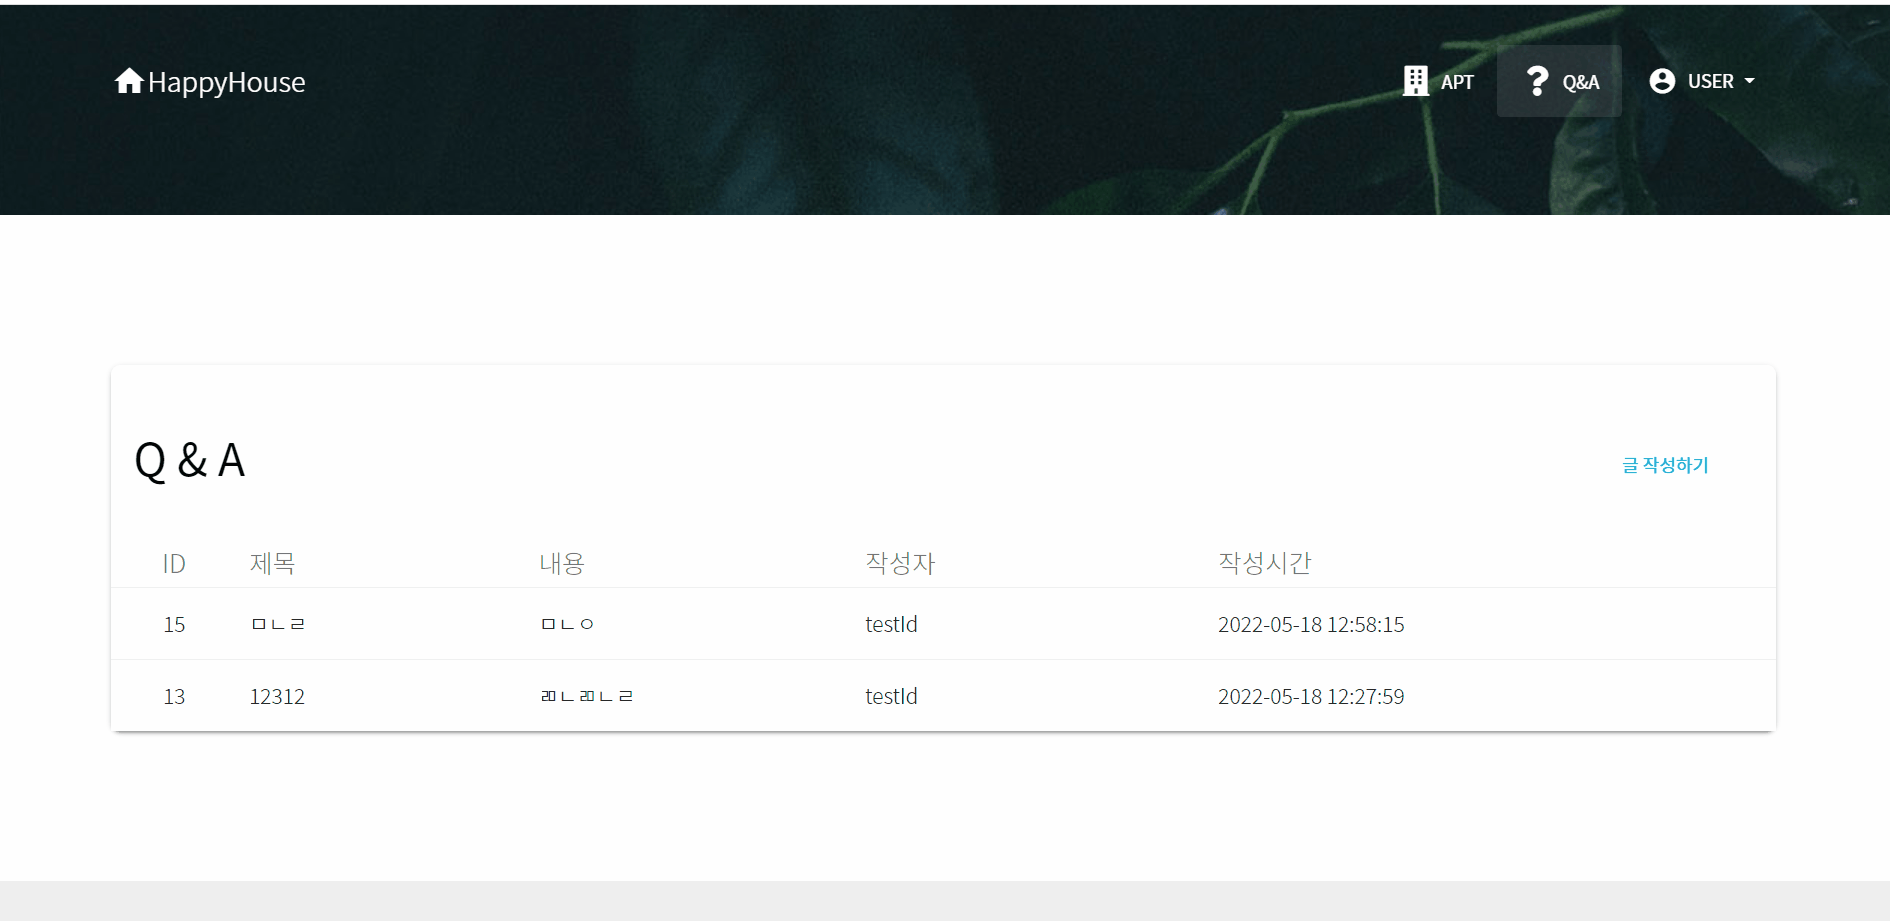 HappyHouse
APT
Q&A
USER
Q & A
글 작성하기
ID 제목 내용 작성자 작성시간
15 ㅁㄴㄹ ㅁㄴㅇ testId 2022-05-18 12:58:15
13 12312 ㄻㄴㄻㄴㄹ testId 2022-05-18 12:27:59